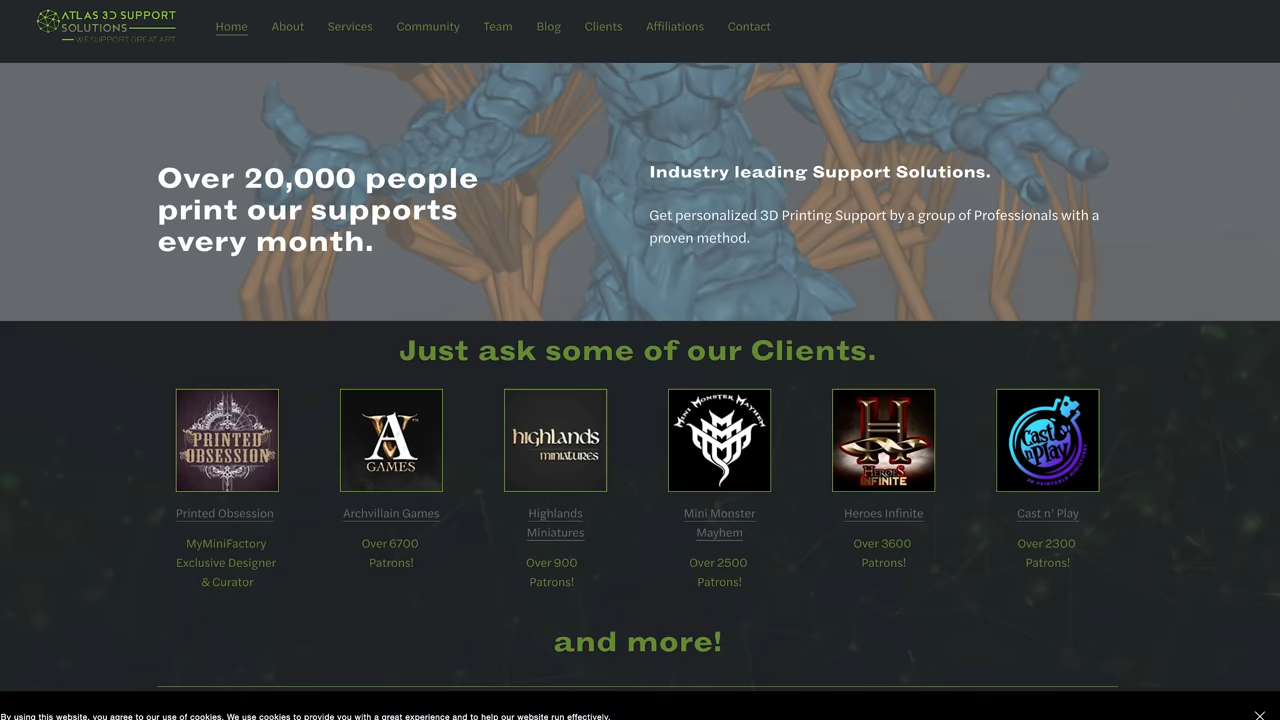 ATLAS 3D SUPPORT
SOLUTIONS
WE SUPPORT GREAT ART
Home About Services Community Team Blog Clients Affiliations Contact
Over 20,000 people
print our supports
every month.
Industry leading Support Solutions.
Get personalized 3D Printing Support by a group of Professionals with a
proven method.
Just ask some of our Clients.
PRINTED
OBSESSION
AV
GAMES
highlands
miniatures
MINI MONSTER MAYHEM
H
HEROES
INFINITE
Cast
n Play
3D PRINTABLE MINIATURES
Printed Obsession
MyMiniFactory
Exclusive Designer
& Curator
Archvillain Games
Over 6700
Patrons!
Highlands
Miniatures
Over 900
Patrons!
Mini Monster
Mayhem
Over 2500
Patrons!
Heroes Infinite
Over 3600
Patrons!
Cast n' Play
Over 2300
Patrons!
and more!
By using this website, you agree to our use of cookies. We use cookies to provide you with a great experience and to help our website run effectively.